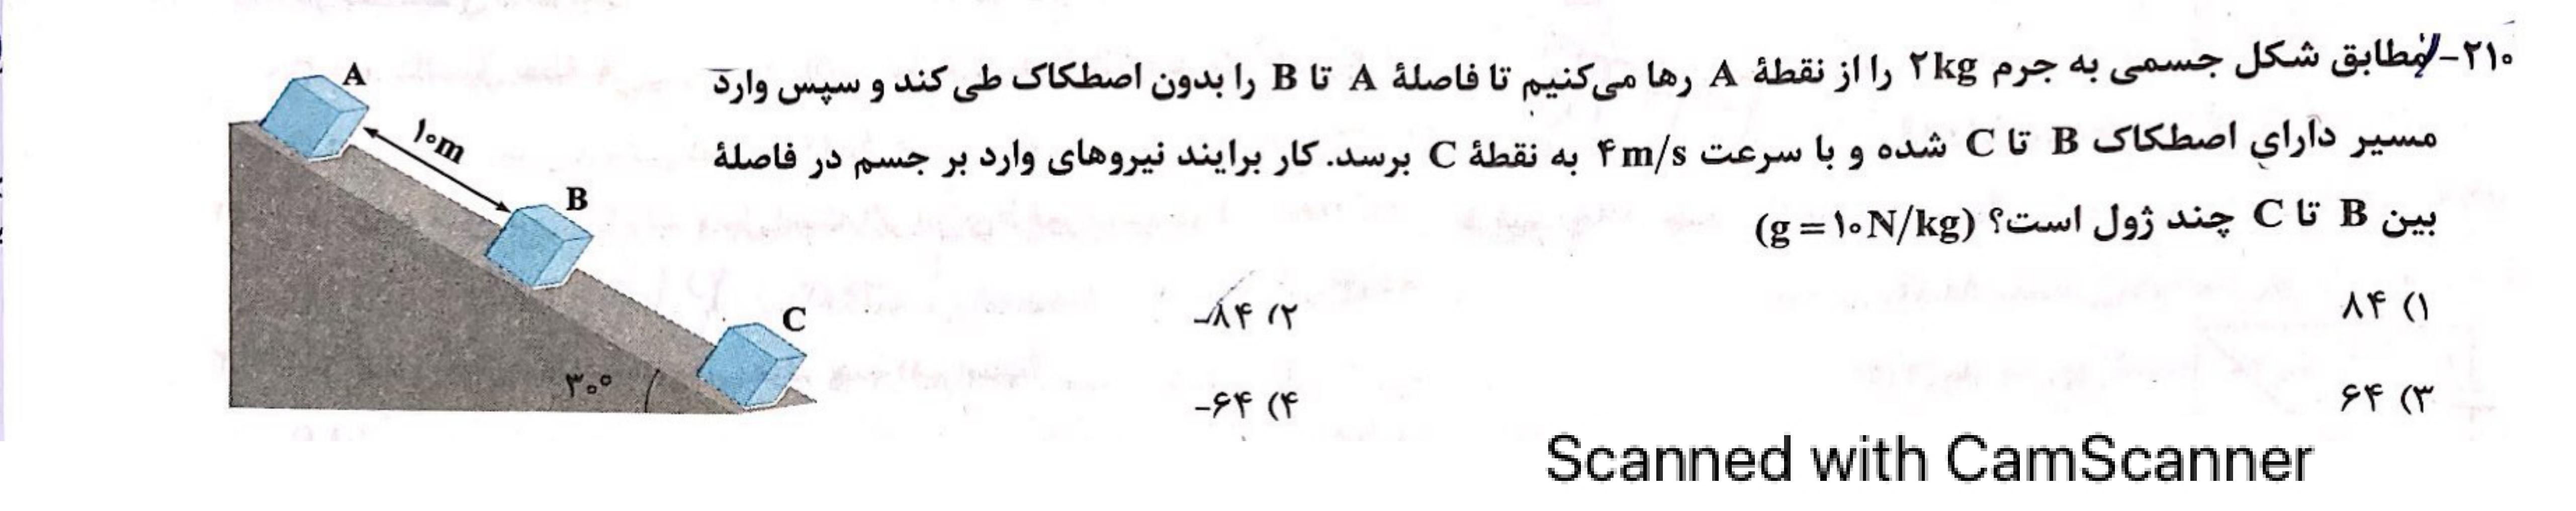 ۲۱۰- مطابق شکل جسمی به جرم ۲kg را از نقطهٔ A رها می‌کنیم تا فاصلهٔ A تا B را بدون اصطکاک طی کند و سپس وارد
مسیر دارای اصطکاک B تا C شده و با سرعت ۴m/s به نقطهٔ C برسد. کار برایند نیروهای وارد بر جسم در فاصلهٔ
بین B تا C چند ژول است؟ (g=۱۰N/kg)
۱) ۸۴
۲) -۸۴
۳) ۶۴
۴) -۶۴
A
۱۰m
B
C
۳۰°
Scanned with CamScanner